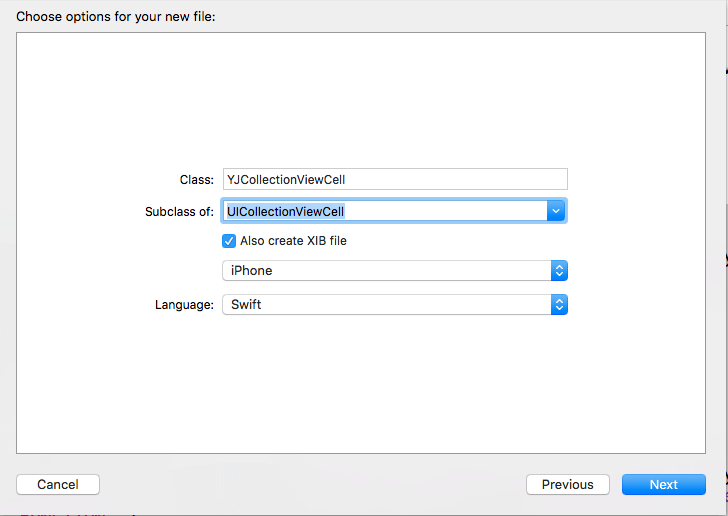 Choose options for your new file:
Class: YJCollectionViewCell
Subclass of: UICollectionViewCell
Also create XIB file
iPhone
Language: Swift
Cancel Previous Next